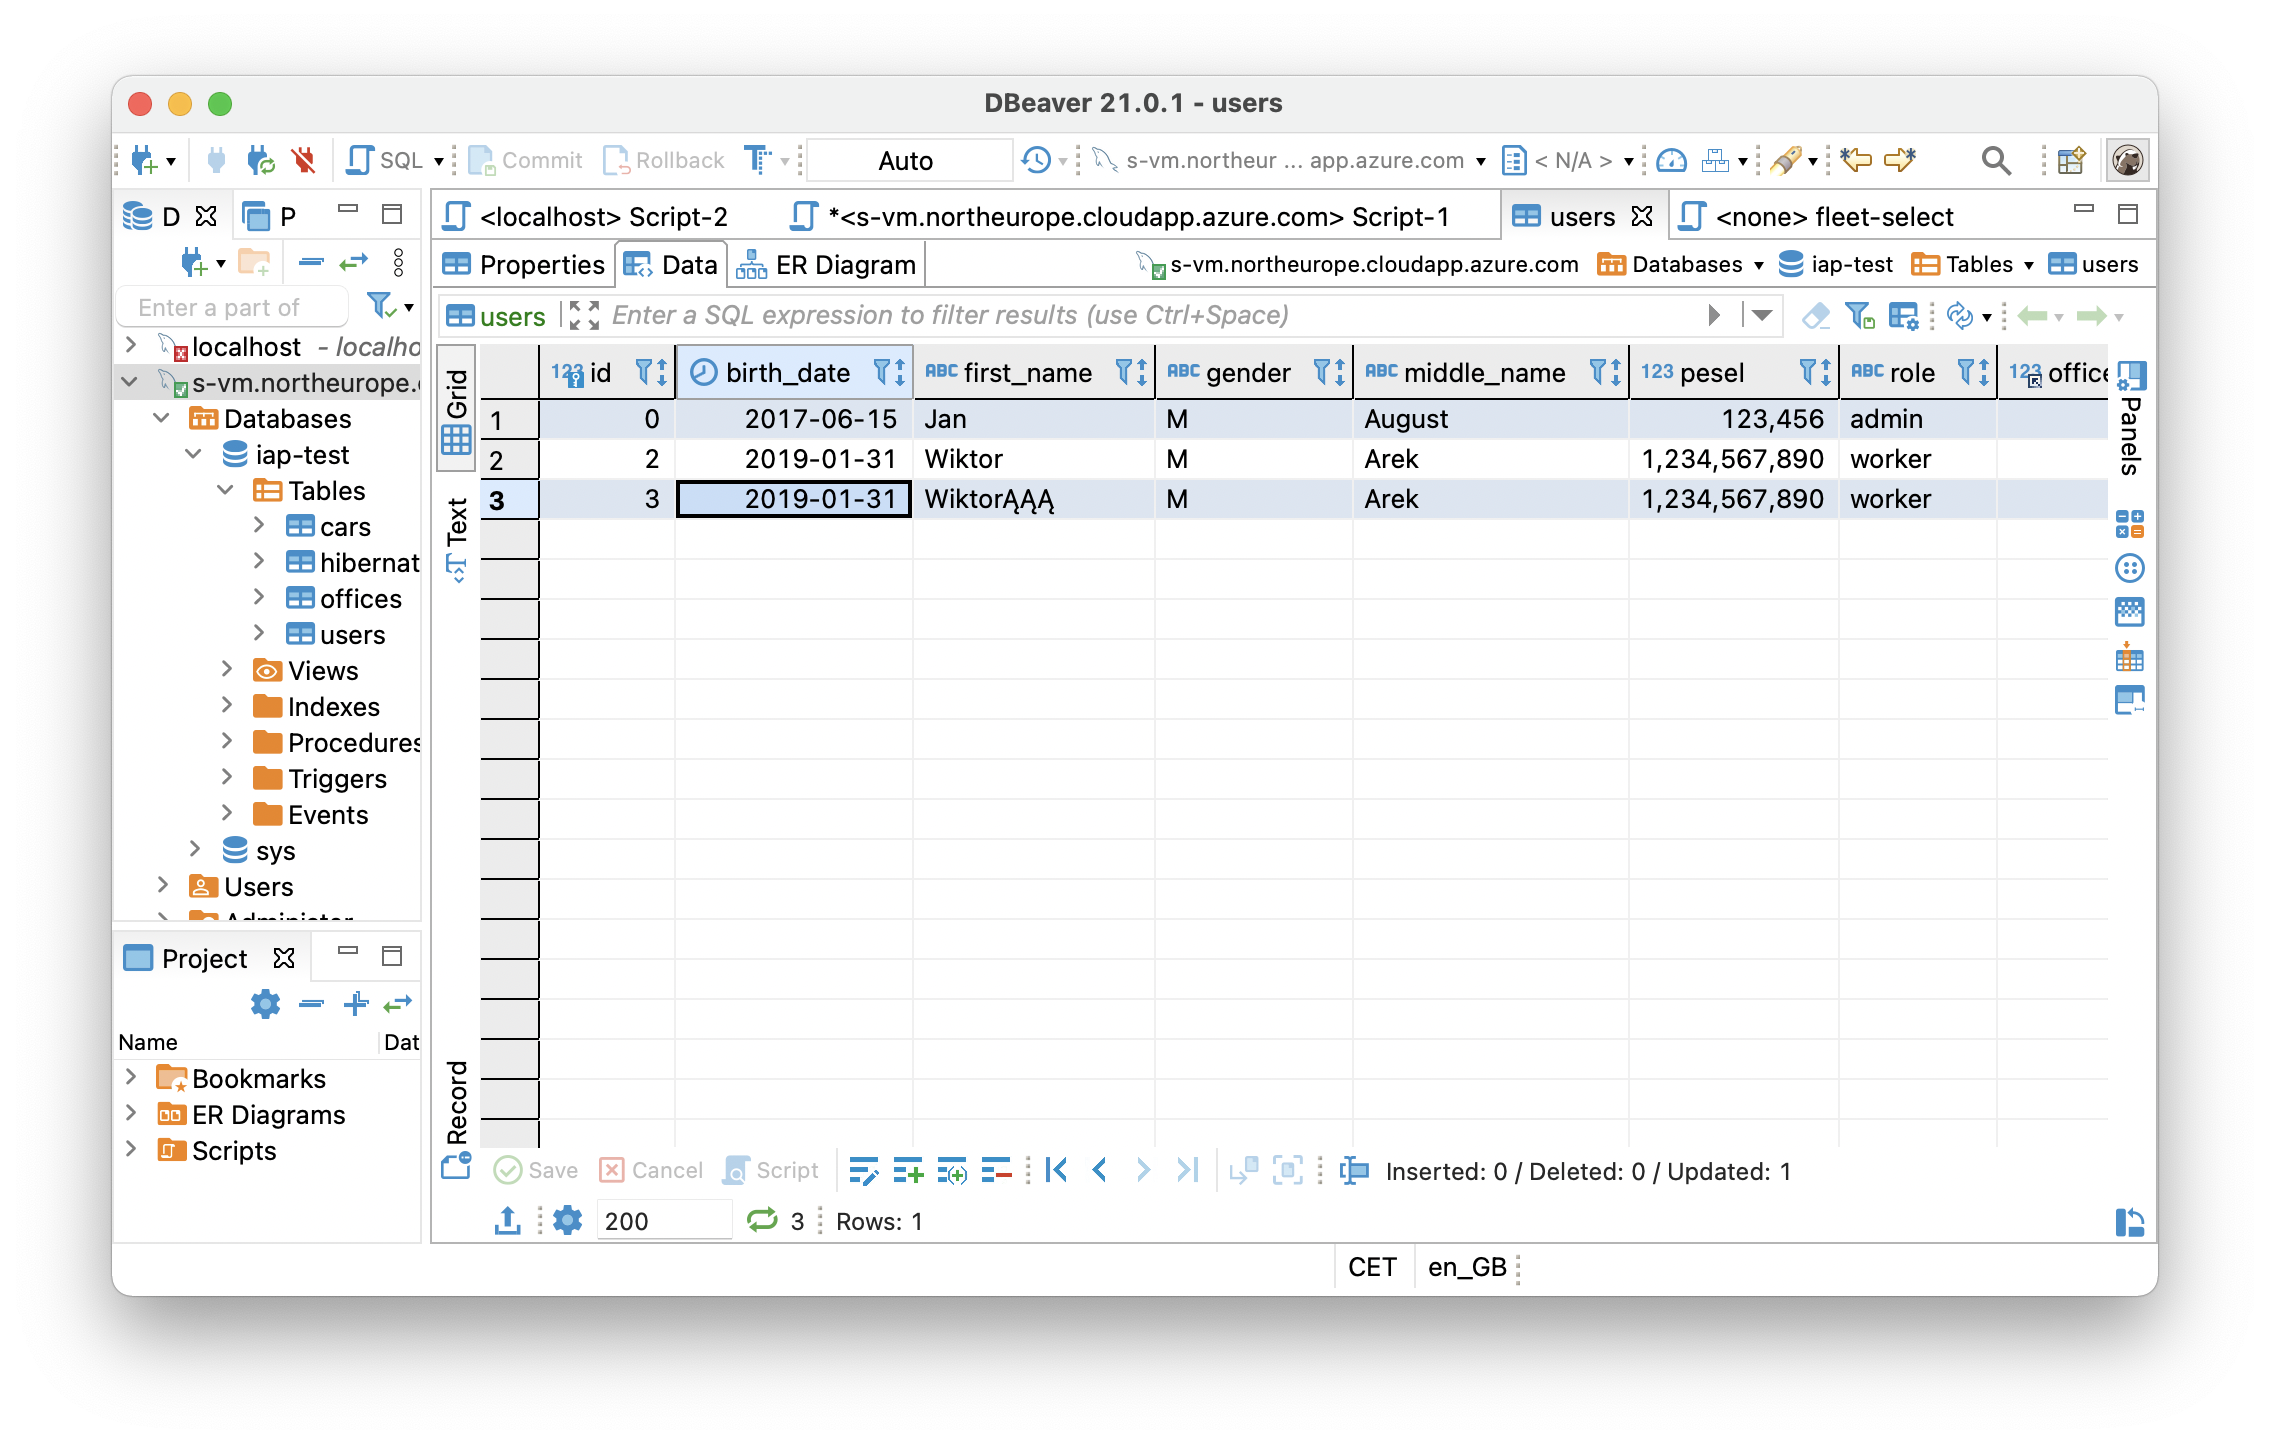 DBeaver 21.0.1 - users
SQL
Commit
Rollback
Auto
s-vm.northeur ... app.azure.com
< N/A >
D
P
<localhost> Script-2
*<s-vm.northeurope.cloudapp.azure.com> Script-1
users
<none> fleet-select
Properties
Data
ER Diagram
s-vm.northeurope.cloudapp.azure.com
Databases
iap-test
Tables
users
Enter a part of
users
Enter a SQL expression to filter results (use Ctrl+Space)
localhost - localho
s-vm.northeurope.
Databases
iap-test
Tables
cars
hibernat
offices
users
Views
Indexes
Procedures
Triggers
Events
sys
Users
Administer
Project
Name Dat
Bookmarks
ER Diagrams
Scripts
Grid
Text
Record
123 id
birth_date
ABC first_name
ABC gender
ABC middle_name
123 pesel
ABC role
123 office
1 0 2017-06-15 Jan M August 123,456 admin
2 2 2019-01-31 Wiktor M Arek 1,234,567,890 worker
3 3 2019-01-31 WiktorĄĄĄ M Arek 1,234,567,890 worker
Panels
Save
Cancel
Script
Inserted: 0 / Deleted: 0 / Updated: 1
200
3
Rows: 1
CET
en_GB